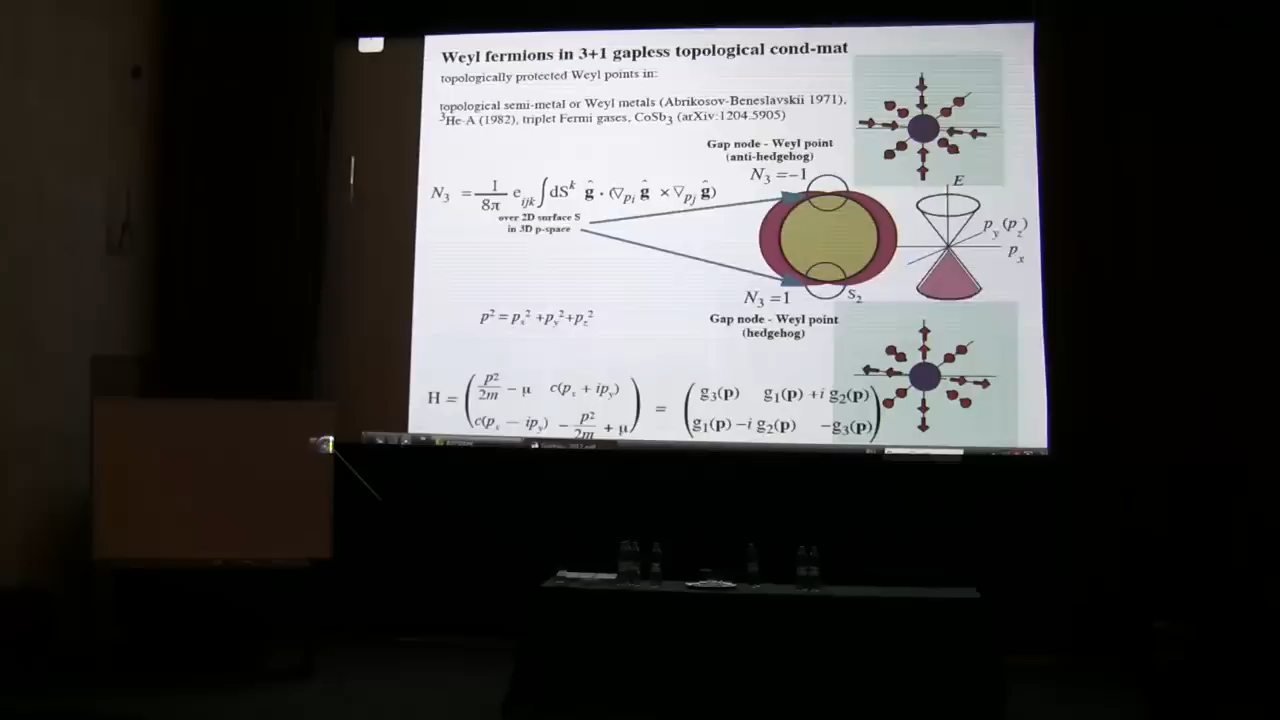 Weyl fermions in 3+1 gapless topological cond-mat
topologically protected Weyl points in:
topological semi-metal or Weyl metals (Abrikosov-Beneslavskii 1971),
³He-A (1982), triplet Fermi gases, CoSb₃ (arXiv:1204.5905)
Gap node - Weyl point
(anti-hedgehog)
N₃ =−1
E
N₃ = 1/8π e_ijk ∫dS^k ĝ · (∇_pi ĝ × ∇_pj ĝ)
over 2D surface S
in 3D p-space
p_y (p_z)
p_x
N₃ =1
S₂
Gap node - Weyl point
(hedgehog)
p² = p_x² +p_y²+p_z²
H = ( p²/2m − μ c(p_x + ip_y) ) = ( g₃(p) g₁(p) +i g₂(p) )
( c(p_x − ip_y) − p²/2m + μ ) ( g₁(p) −i g₂(p) −g₃(p) )